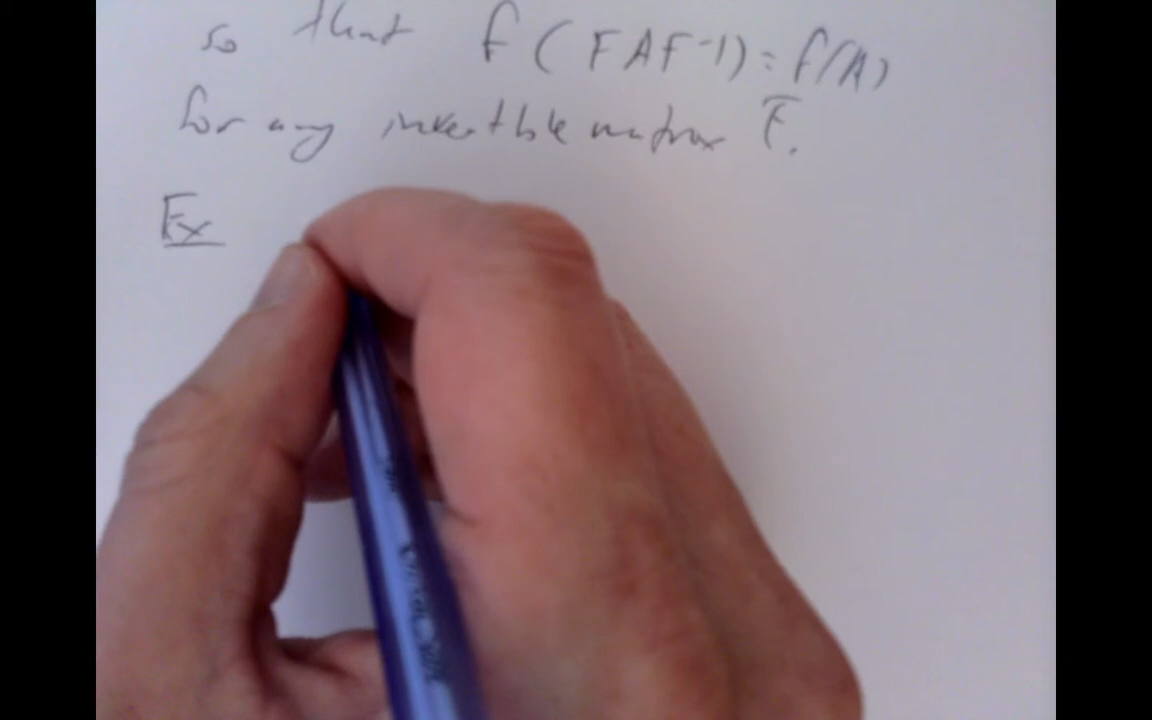 so that f(FAF⁻¹) = f(A)
for any invertible matrix F.
Ex